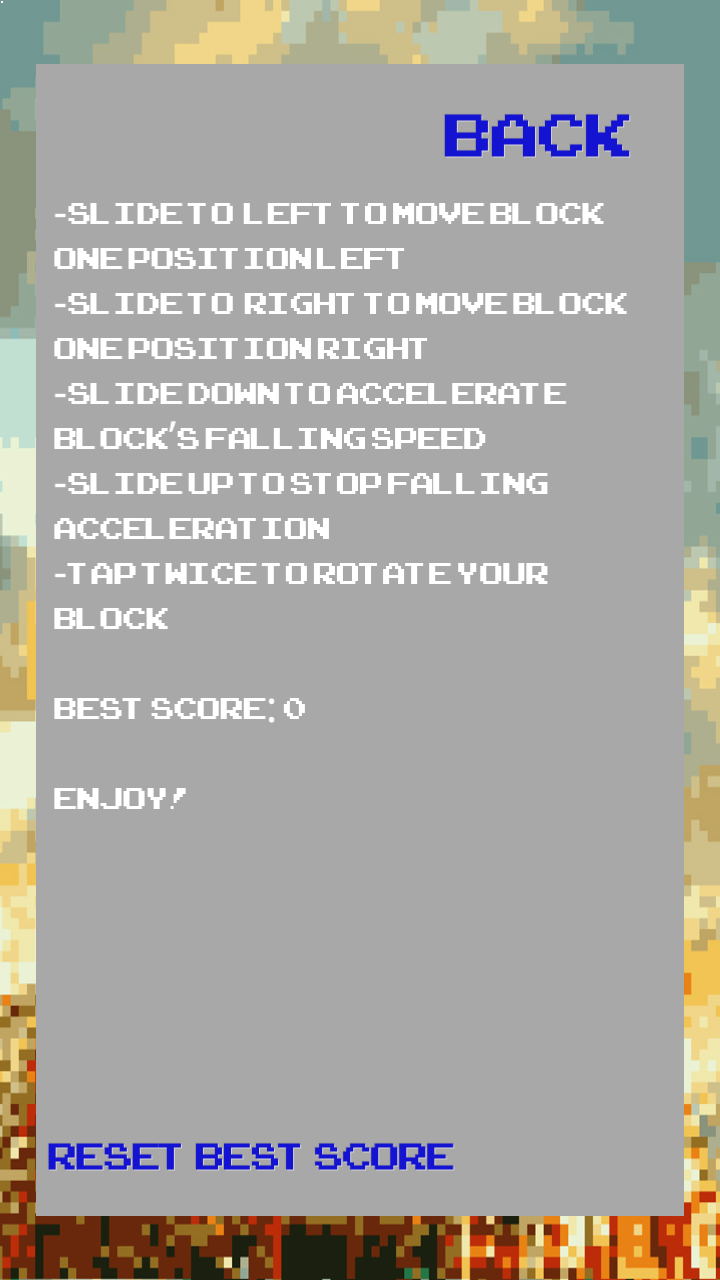 BACK
-SLIDE TO LEFT TO MOVE BLOCK
ONE POSITION LEFT
-SLIDE TO RIGHT TO MOVE BLOCK
ONE POSITION RIGHT
-SLIDE DOWN TO ACCELERATE
BLOCK'S FALLING SPEED
-SLIDE UP TO STOP FALLING
ACCELERATION
-TAP TWICE TO ROTATE YOUR
BLOCK
BEST SCORE: 0
ENJOY!
RESET BEST SCORE